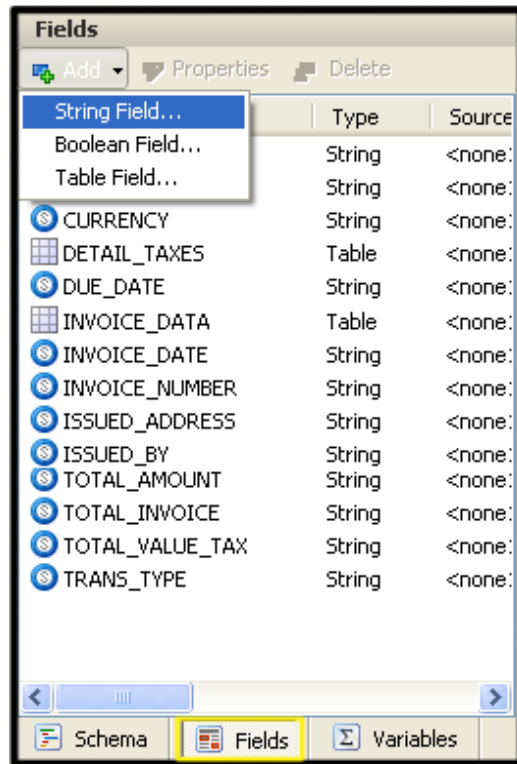 Fields
Add Properties Delete
String Field... Type Source
Boolean Field... String <none:
Table Field... String <none:
CURRENCY String <none:
DETAIL_TAXES Table <none:
DUE_DATE String <none:
INVOICE_DATA Table <none:
INVOICE_DATE String <none:
INVOICE_NUMBER String <none:
ISSUED_ADDRESS String <none:
ISSUED_BY String <none:
TOTAL_AMOUNT String <none:
TOTAL_INVOICE String <none:
TOTAL_VALUE_TAX String <none:
TRANS_TYPE String <none:
Schema Fields Variables